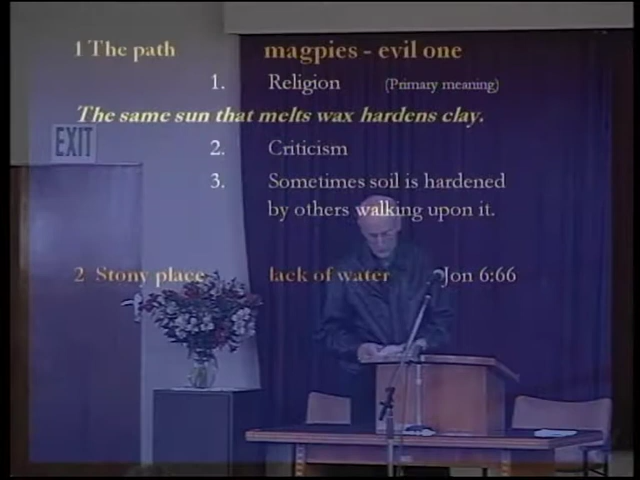 1 The path magpies - evil one
1. Religion (Primary meaning)
The same sun that melts wax hardens clay.
EXIT
2. Criticism
3. Sometimes soil is hardened
by others walking upon it.
2 Stony place lack of water Jon 6:66